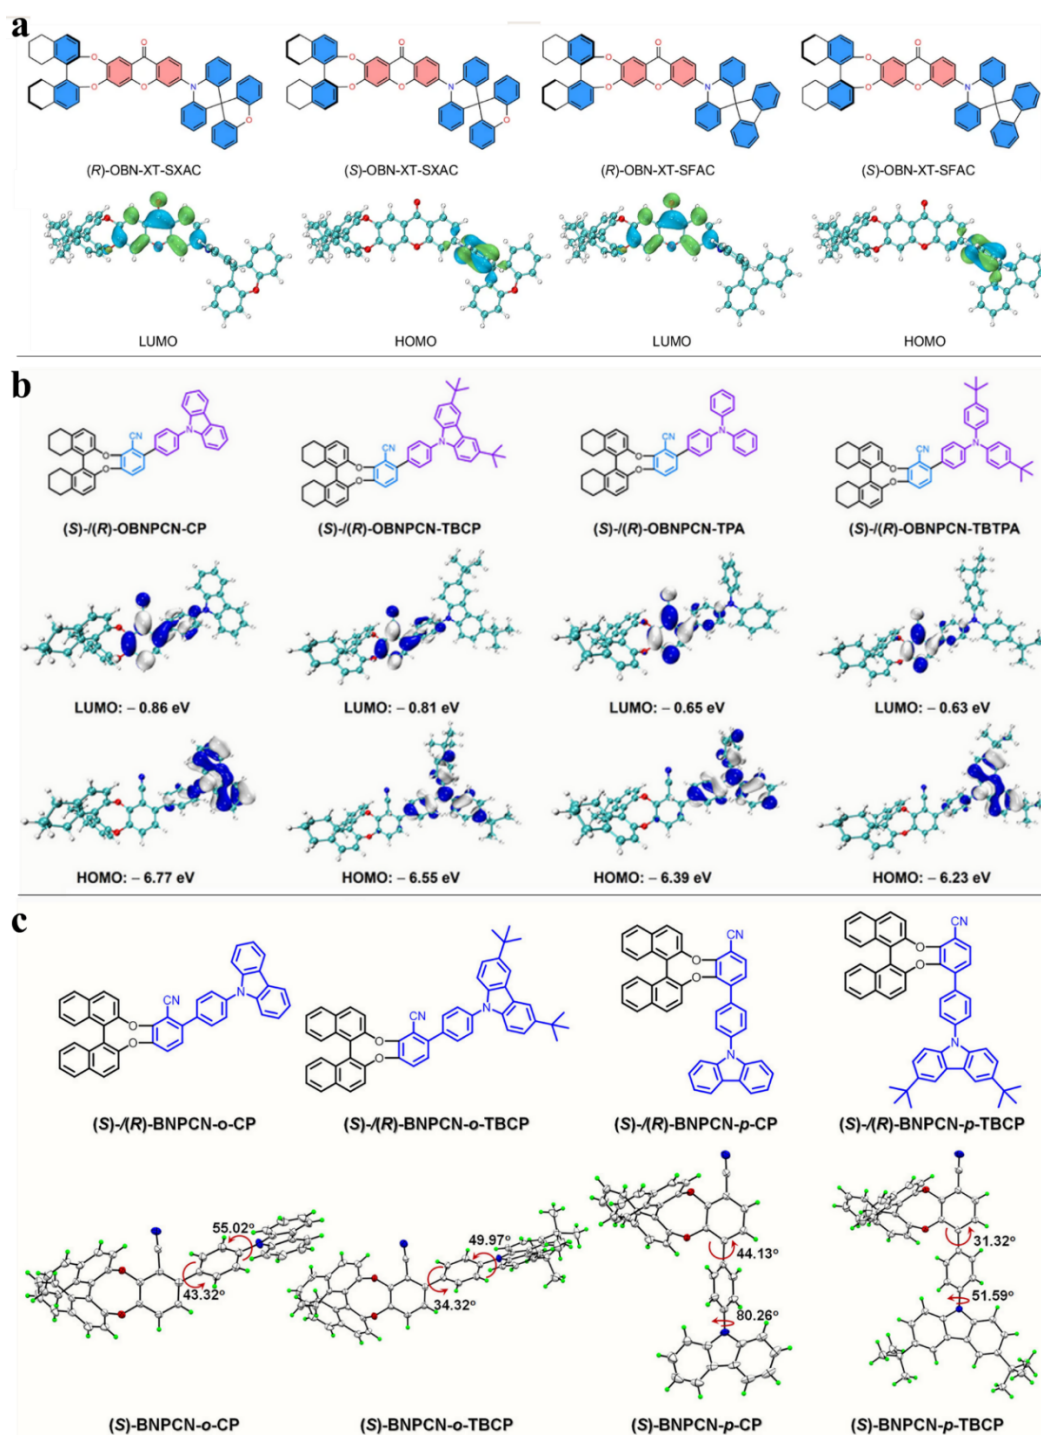 a
O
O
O
N
O
O
O
O
O
N
O
O
O
O
O
N
O
O
O
O
N
(R)-OBN-XT-SXAC
(S)-OBN-XT-SXAC
(R)-OBN-XT-SFAC
(S)-OBN-XT-SFAC
LUMO
HOMO
LUMO
HOMO
b
CN
O
O
N
CN
O
O
N
CN
O
O
N
CN
O
O
N
(S)-/(R)-OBNPCN-CP
(S)-/(R)-OBNPCN-TBCP
(S)-/(R)-OBNPCN-TPA
(S)-/(R)-OBNPCN-TBTPA
LUMO: – 0.86 eV
LUMO: – 0.81 eV
LUMO: – 0.65 eV
LUMO: – 0.63 eV
HOMO: – 6.77 eV
HOMO: – 6.55 eV
HOMO: – 6.39 eV
HOMO: – 6.23 eV
c
CN
O
O
N
CN
O
O
N
CN
O
O
N
CN
O
O
N
(S)-/(R)-BNPCN-o-CP
(S)-/(R)-BNPCN-o-TBCP
(S)-/(R)-BNPCN-p-CP
(S)-/(R)-BNPCN-p-TBCP
55.02°
43.32°
49.97°
34.32°
44.13°
80.26°
31.32°
51.59°
(S)-BNPCN-o-CP
(S)-BNPCN-o-TBCP
(S)-BNPCN-p-CP
(S)-BNPCN-p-TBCP